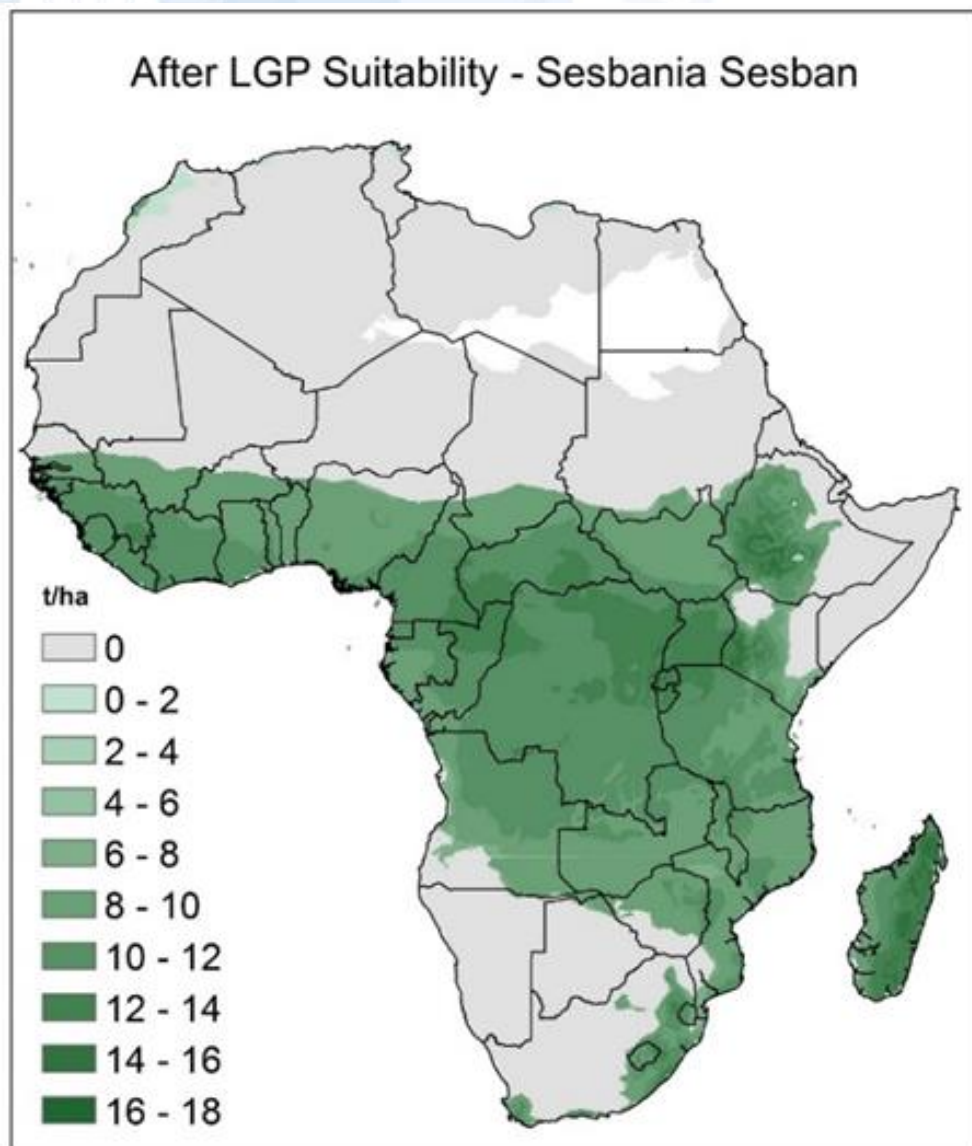 After LGP Suitability - Sesbania Sesban
t/ha
0
0 - 2
2 - 4
4 - 6
6 - 8
8 - 10
10 - 12
12 - 14
14 - 16
16 - 18